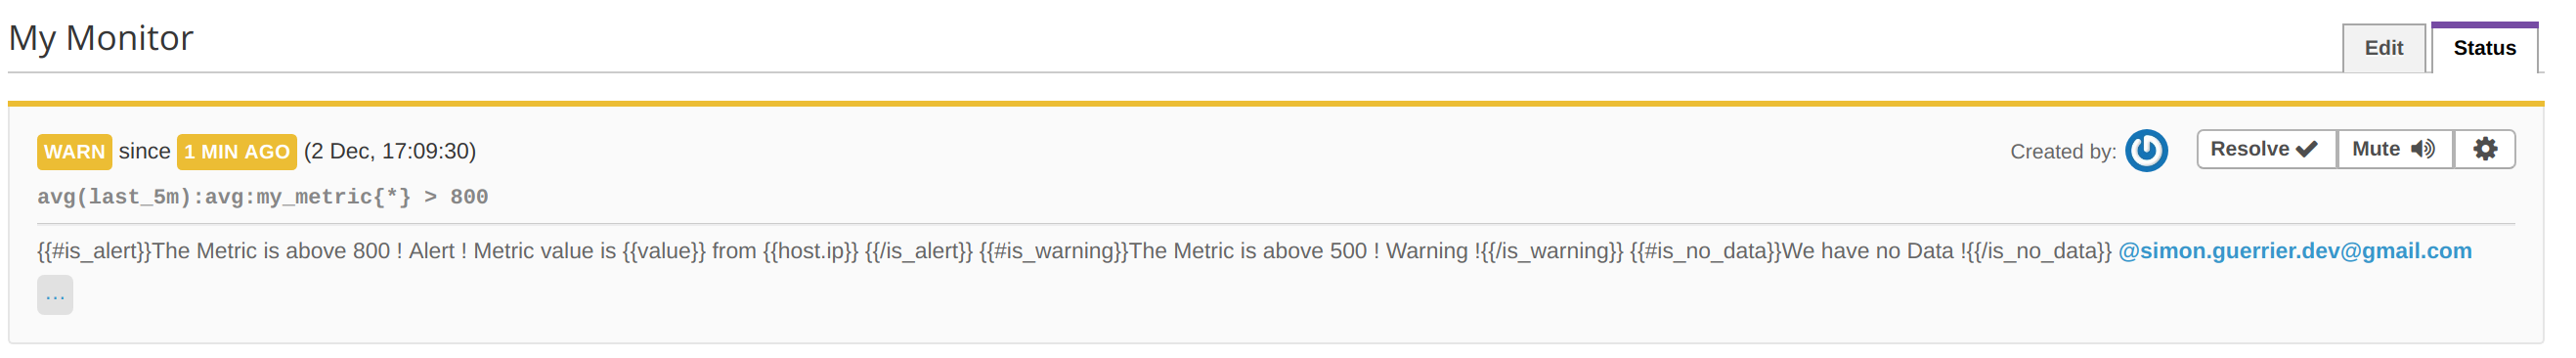 My Monitor
Edit
Status
WARN since 1 MIN AGO (2 Dec, 17:09:30)
Created by:
Resolve
Mute
avg(last_5m):avg:my_metric{*} > 800
{{#is_alert}}The Metric is above 800 ! Alert ! Metric value is {{value}} from {{host.ip}} {{/is_alert}} {{#is_warning}}The Metric is above 500 ! Warning !{{/is_warning}} {{#is_no_data}}We have no Data !{{/is_no_data}} @simon.guerrier.dev@gmail.com
...